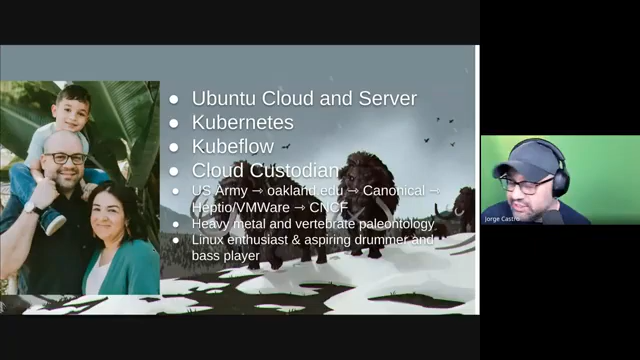 ● Ubuntu Cloud and Server
● Kubernetes
● Kubeflow
● Cloud Custodian
● US Army → oakland.edu → Canonical →
Heptio/VMWare → CNCF
● Heavy metal and vertebrate paleontology
● Linux enthusiast & aspiring drummer and
bass player
Jorge Castro